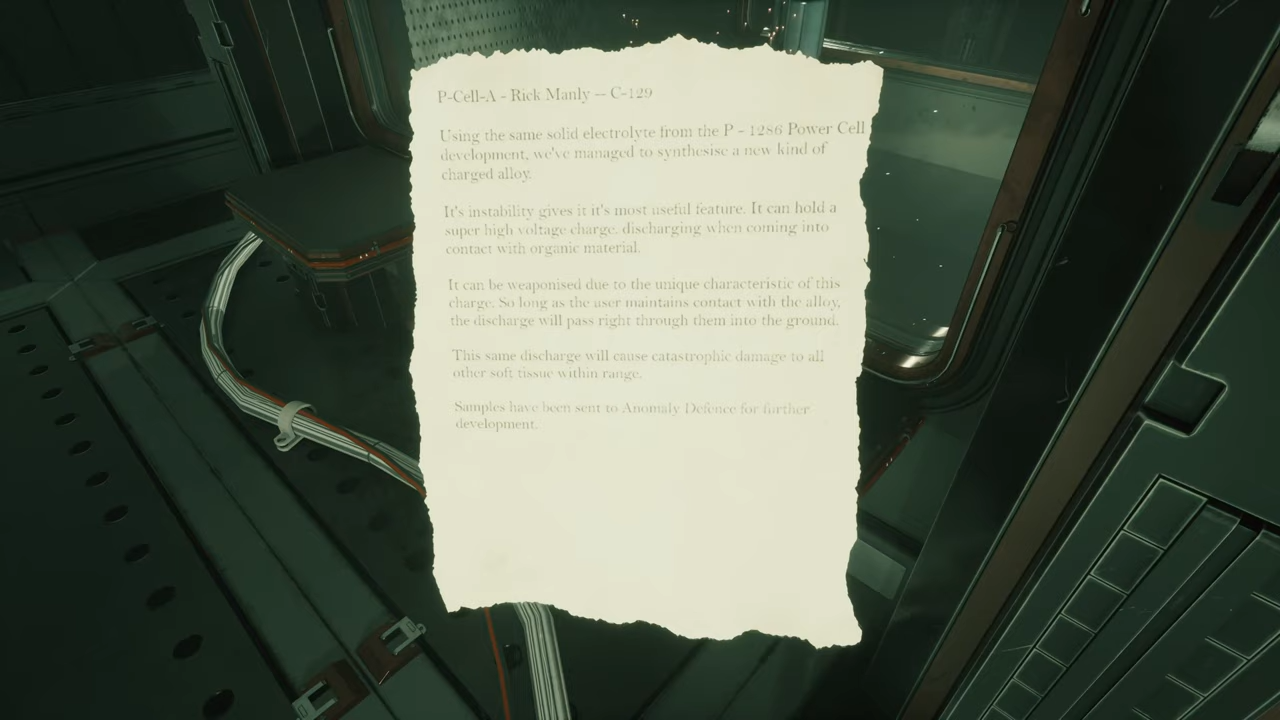 P-Cell-A - Rick Manly -- C-129
Using the same solid electrolyte from the P - 1286 Power Cell
development, we've managed to synthesise a new kind of
charged alloy.
It's instability gives it it's most useful feature. It can hold a
super high voltage charge, discharging when coming into
contact with organic material.
It can be weaponised due to the unique characteristic of this
charge. So long as the user maintains contact with the alloy,
the discharge will pass right through them into the ground.
This same discharge will cause catastrophic damage to all
other soft tissue within range.
Samples have been sent to Anomaly Defence for further
development.